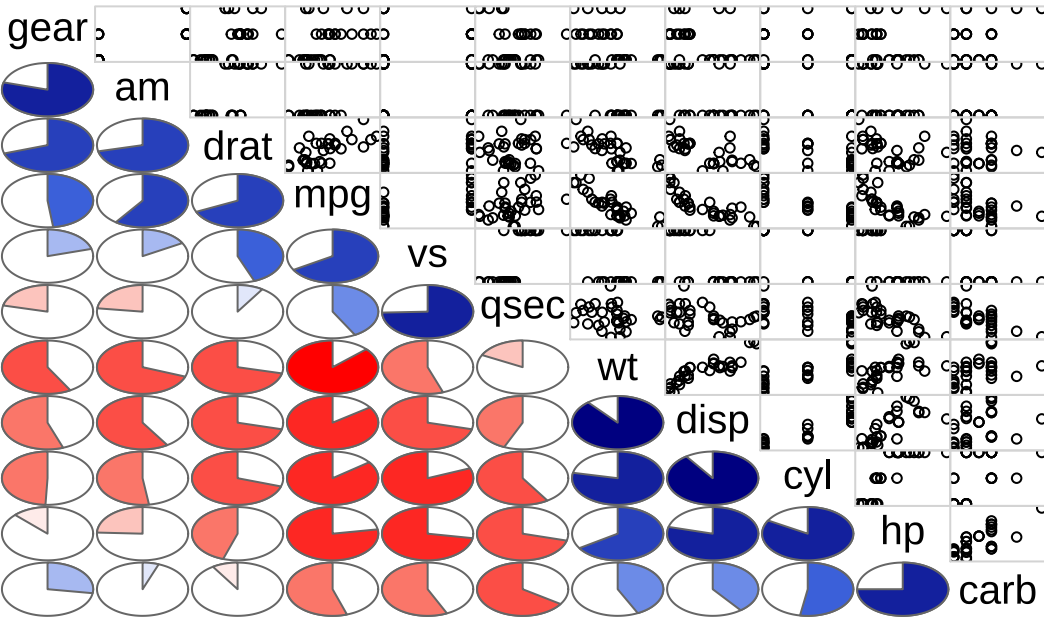 gear
am
drat
mpg
vs
qsec
wt
disp
cyl
hp
carb